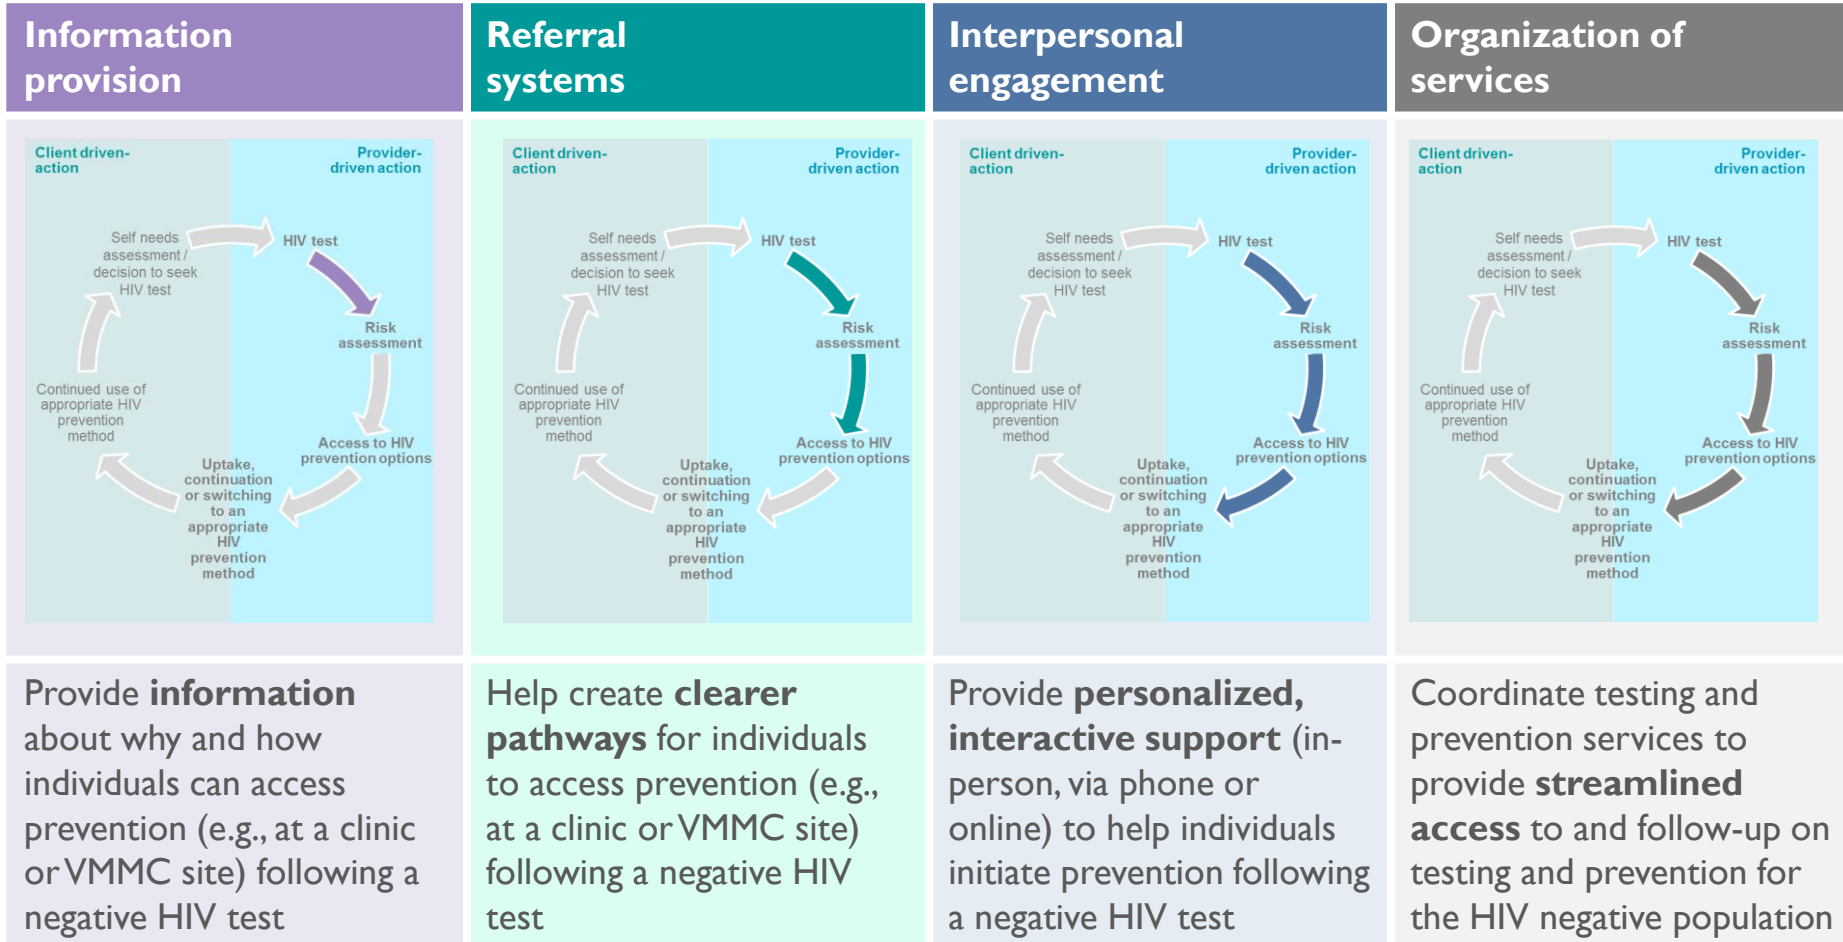 Information
provision
Client driven-
action
Provider-
driven action
Self needs
assessment /
decision to seek
HIV test
HIV test
Risk
assessment
Access to HIV
prevention options
Uptake,
continuation
or switching
to an
appropriate
HIV
prevention
method
Continued use of
appropriate HIV
prevention
method
Provide information
about why and how
individuals can access
prevention (e.g., at a clinic
or VMMC site) following a
negative HIV test
Referral
systems
Client driven-
action
Provider-
driven action
Self needs
assessment /
decision to seek
HIV test
HIV test
Risk
assessment
Access to HIV
prevention options
Uptake,
continuation
or switching
to an
appropriate
HIV
prevention
method
Continued use of
appropriate HIV
prevention
method
Help create clearer
pathways for individuals
to access prevention (e.g.,
at a clinic or VMMC site)
following a negative HIV
test
Interpersonal
engagement
Client driven-
action
Provider-
driven action
Self needs
assessment /
decision to seek
HIV test
HIV test
Risk
assessment
Access to HIV
prevention options
Uptake,
continuation
or switching
to an
appropriate
HIV
prevention
method
Continued use of
appropriate HIV
prevention
method
Provide personalized,
interactive support (in-
person, via phone or
online) to help individuals
initiate prevention following
a negative HIV test
Organization of
services
Client driven-
action
Provider-
driven action
Self needs
assessment /
decision to seek
HIV test
HIV test
Risk
assessment
Access to HIV
prevention options
Uptake,
continuation
or switching
to an
appropriate
HIV
prevention
method
Continued use of
appropriate HIV
prevention
method
Coordinate testing and
prevention services to
provide streamlined
access to and follow-up on
testing and prevention for
the HIV negative population